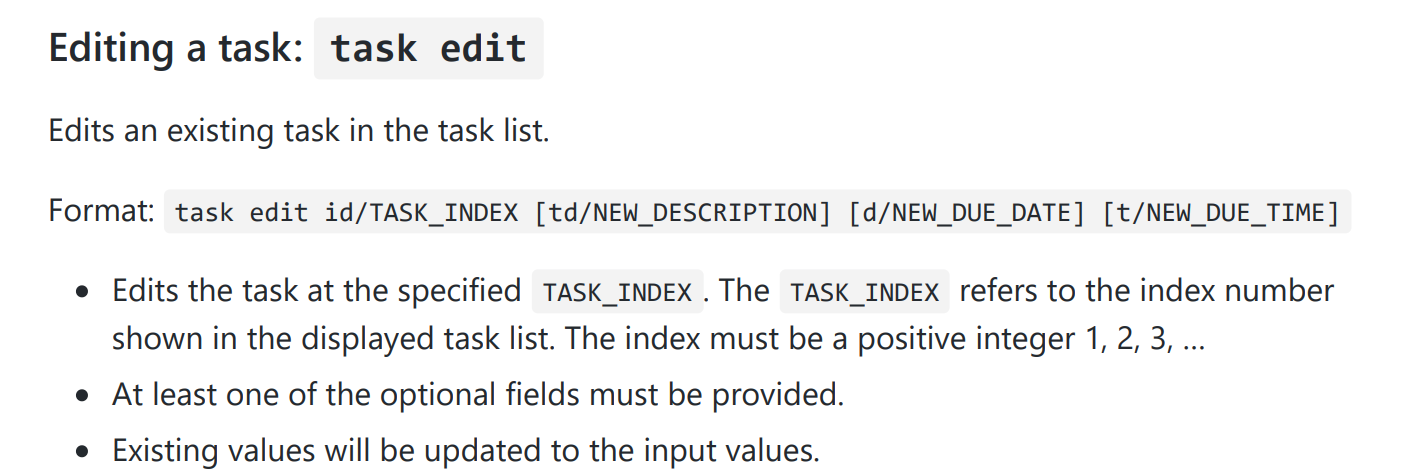 Editing a task: task edit
Edits an existing task in the task list.
Format: task edit id/TASK_INDEX [td/NEW_DESCRIPTION] [d/NEW_DUE_DATE] [t/NEW_DUE_TIME]
• Edits the task at the specified TASK_INDEX. The TASK_INDEX refers to the index number
shown in the displayed task list. The index must be a positive integer 1, 2, 3, …
• At least one of the optional fields must be provided.
• Existing values will be updated to the input values.